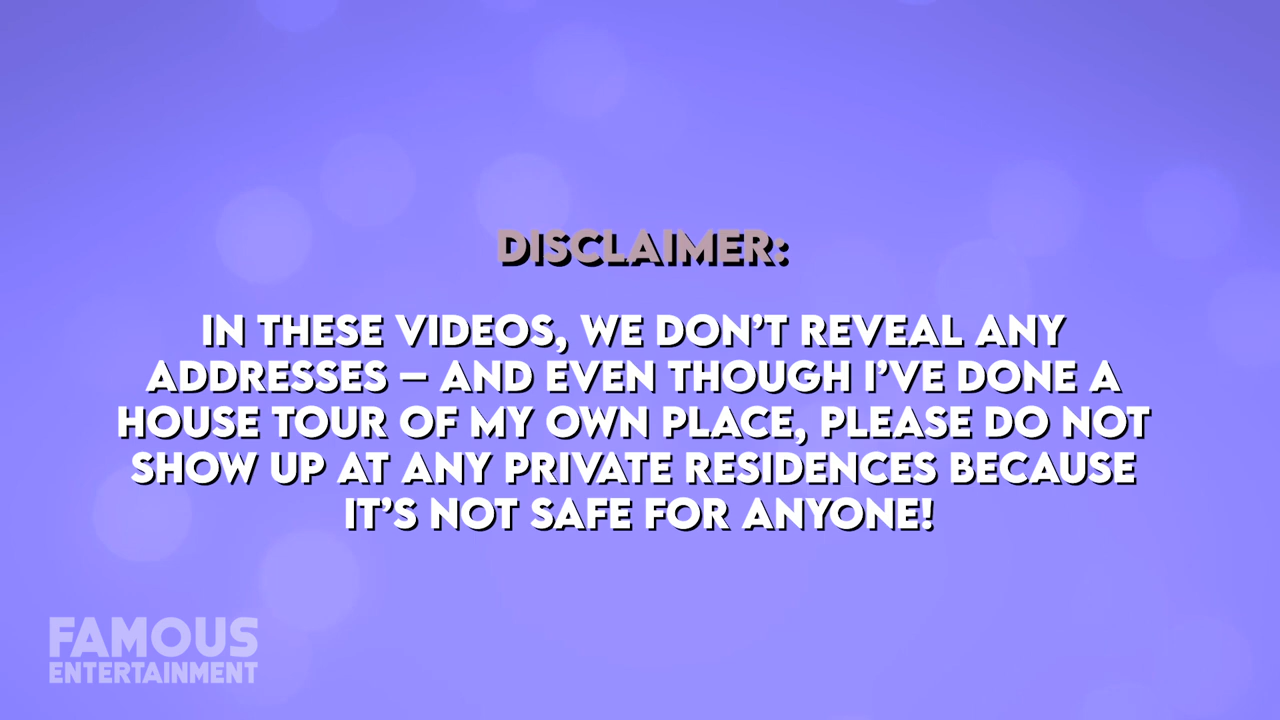 DISCLAIMER:
IN THESE VIDEOS, WE DON’T REVEAL ANY
ADDRESSES – AND EVEN THOUGH I’VE DONE A
HOUSE TOUR OF MY OWN PLACE, PLEASE DO NOT
SHOW UP AT ANY PRIVATE RESIDENCES BECAUSE
IT’S NOT SAFE FOR ANYONE!
FAMOUS
ENTERTAINMENT